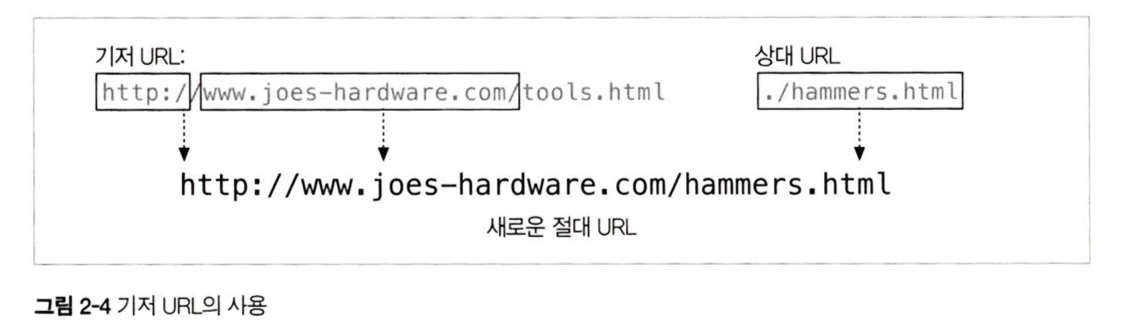 기저 URL:
상대 URL
http://www.joes-hardware.com/tools.html
./hammers.html
http://www.joes-hardware.com/hammers.html
새로운 절대 URL
그림 2-4 기저 URL의 사용